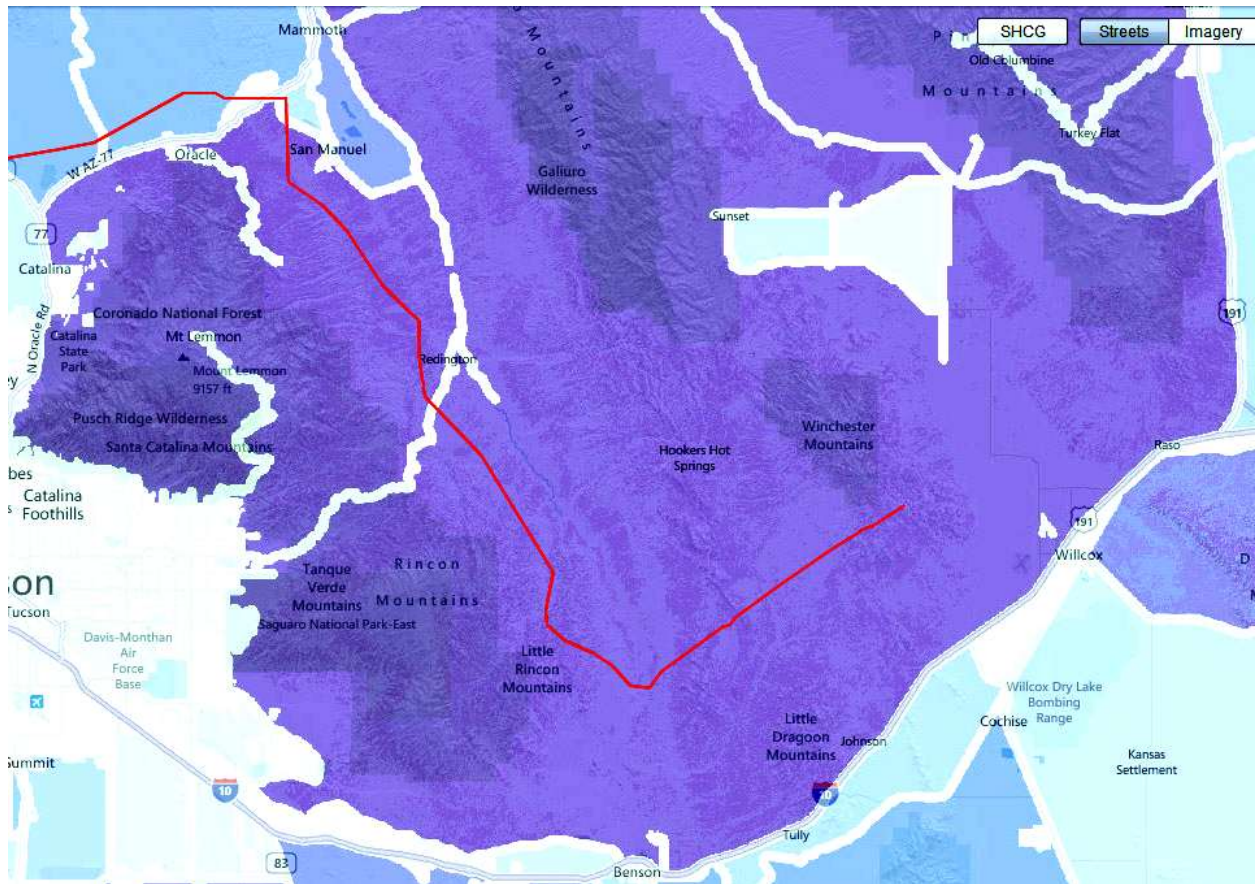 SHCG
Streets
Imagery
Mammoth
Mountains
Pin
Old Columbine
Mountains
Turkey Flat
W AZ-77
Oracle
San Manuel
Galiuro
Wilderness
Sunset
77
Catalina
N Oracle Rd
Coronado National Forest
Catalina
State
Park
Mt Lemmon
Mount Lemmon
9157 ft
Redington
191
Pusch Ridge Wilderness
Santa Catalina Mountains
Winchester
Mountains
Hookers Hot
Springs
Raso
ey
bes
Catalina
Foothills
191
Willcox
son
Tucson
Tanque
Verde
Mountains
Rincon
Mountains
Saguaro National Park-East
Davis-Monthan
Air
Force
Base
Little
Rincon
Mountains
D
Willcox Dry Lake
Bombing
Range
Cochise
Little
Dragoon
Mountains
Johnson
Kansas
Settlement
Summit
10
10
Tully
83
Benson